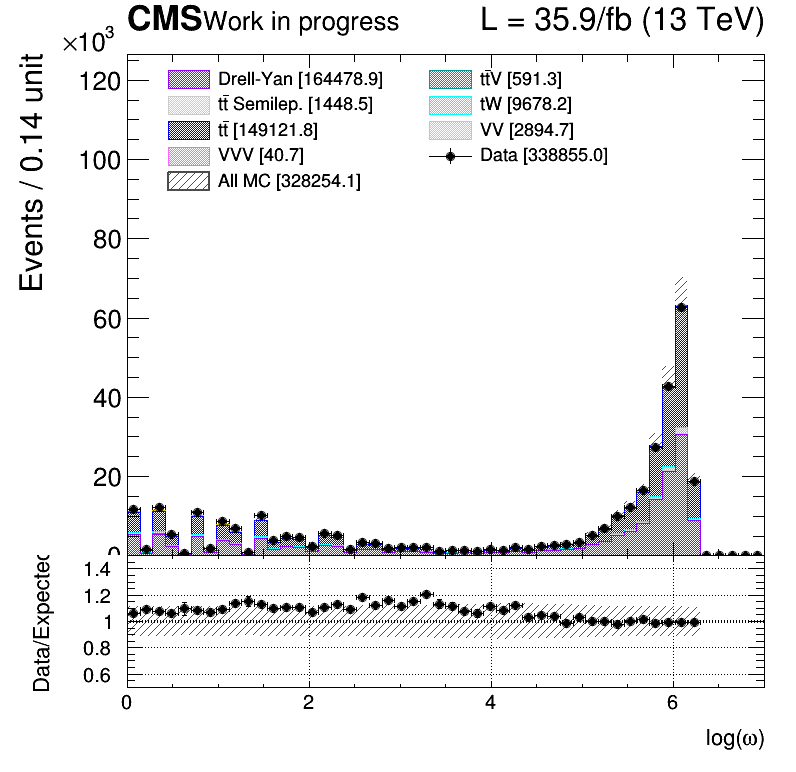 CMS Work in progress L = 35.9/fb (13 TeV)
×10³
Events / 0.14 unit
Drell-Yan [164478.9]
tt̄ Semilep. [1448.5]
tt̄ [149121.8]
VVV [40.7]
All MC [328254.1]
tt̄V [591.3]
tW [9678.2]
VV [2894.7]
Data [338855.0]
120
100
80
60
40
20
0
Data/Expected
1.4
1.2
1
0.8
0.6
0 2 4 6
log(ω)